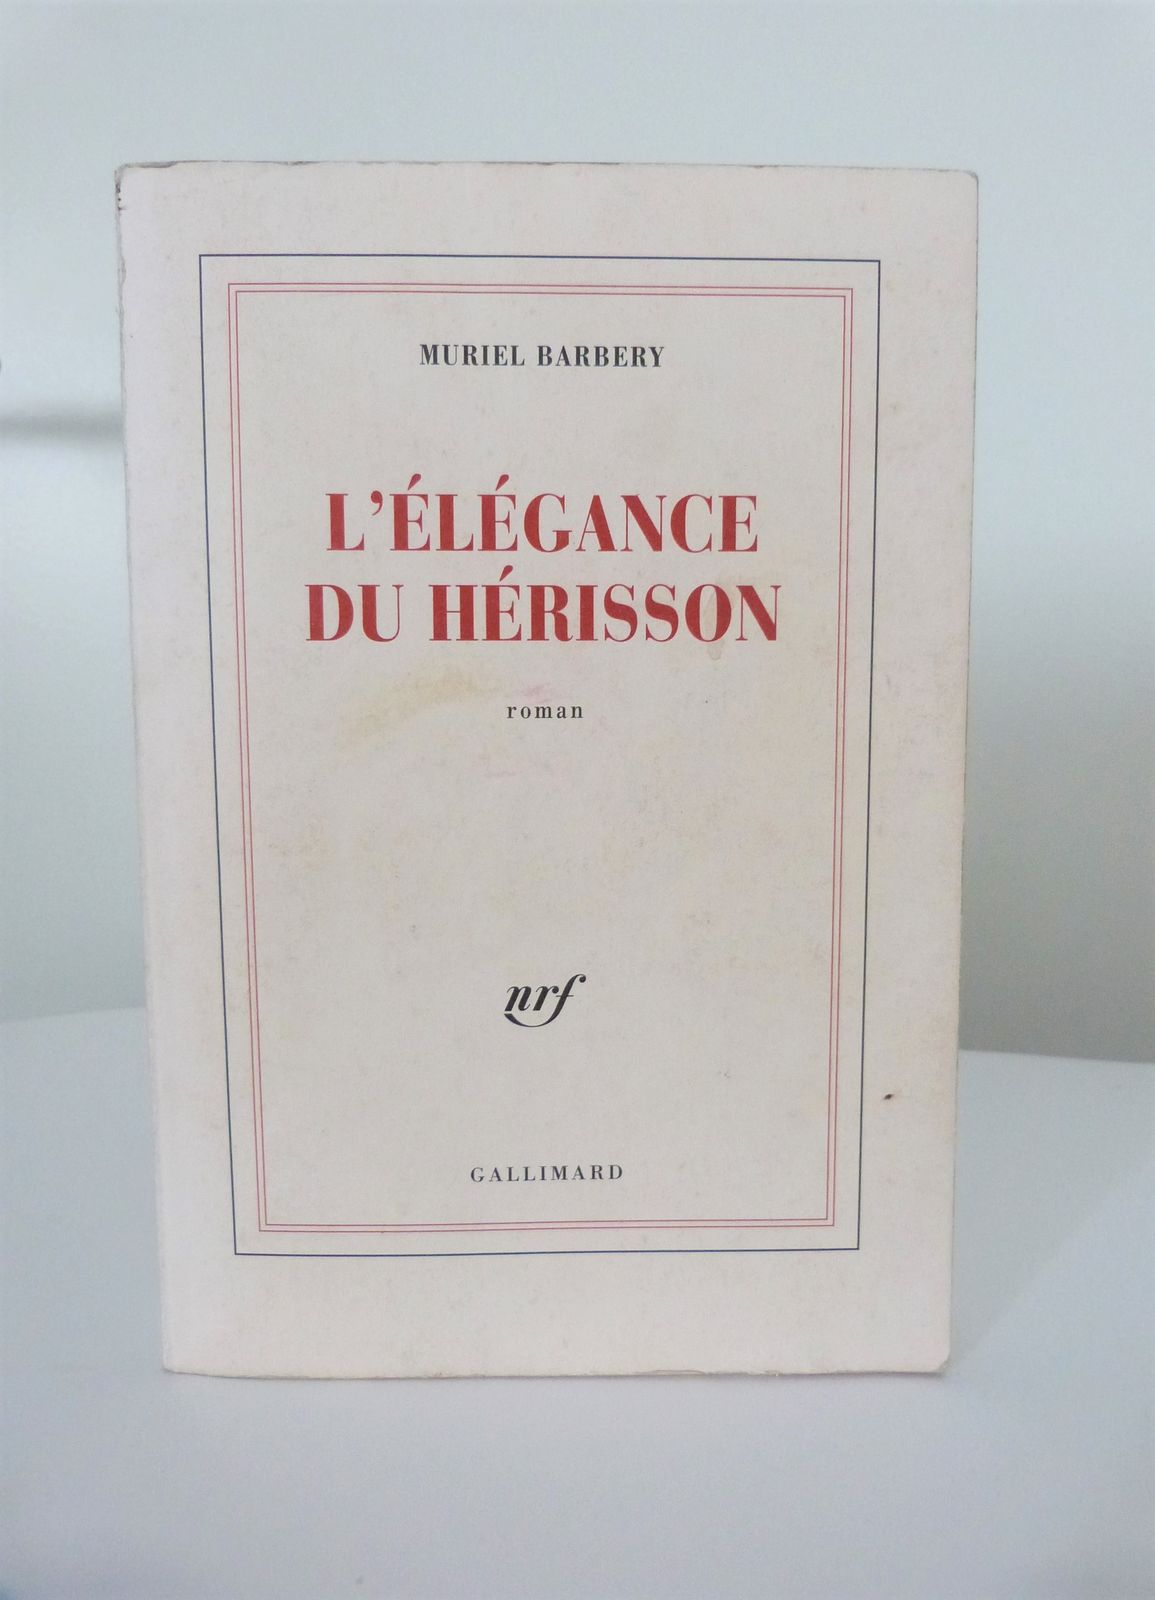 MURIEL BARBERY
L'ÉLÉGANCE
DU HÉRISSON
roman
nrf
GALLIMARD